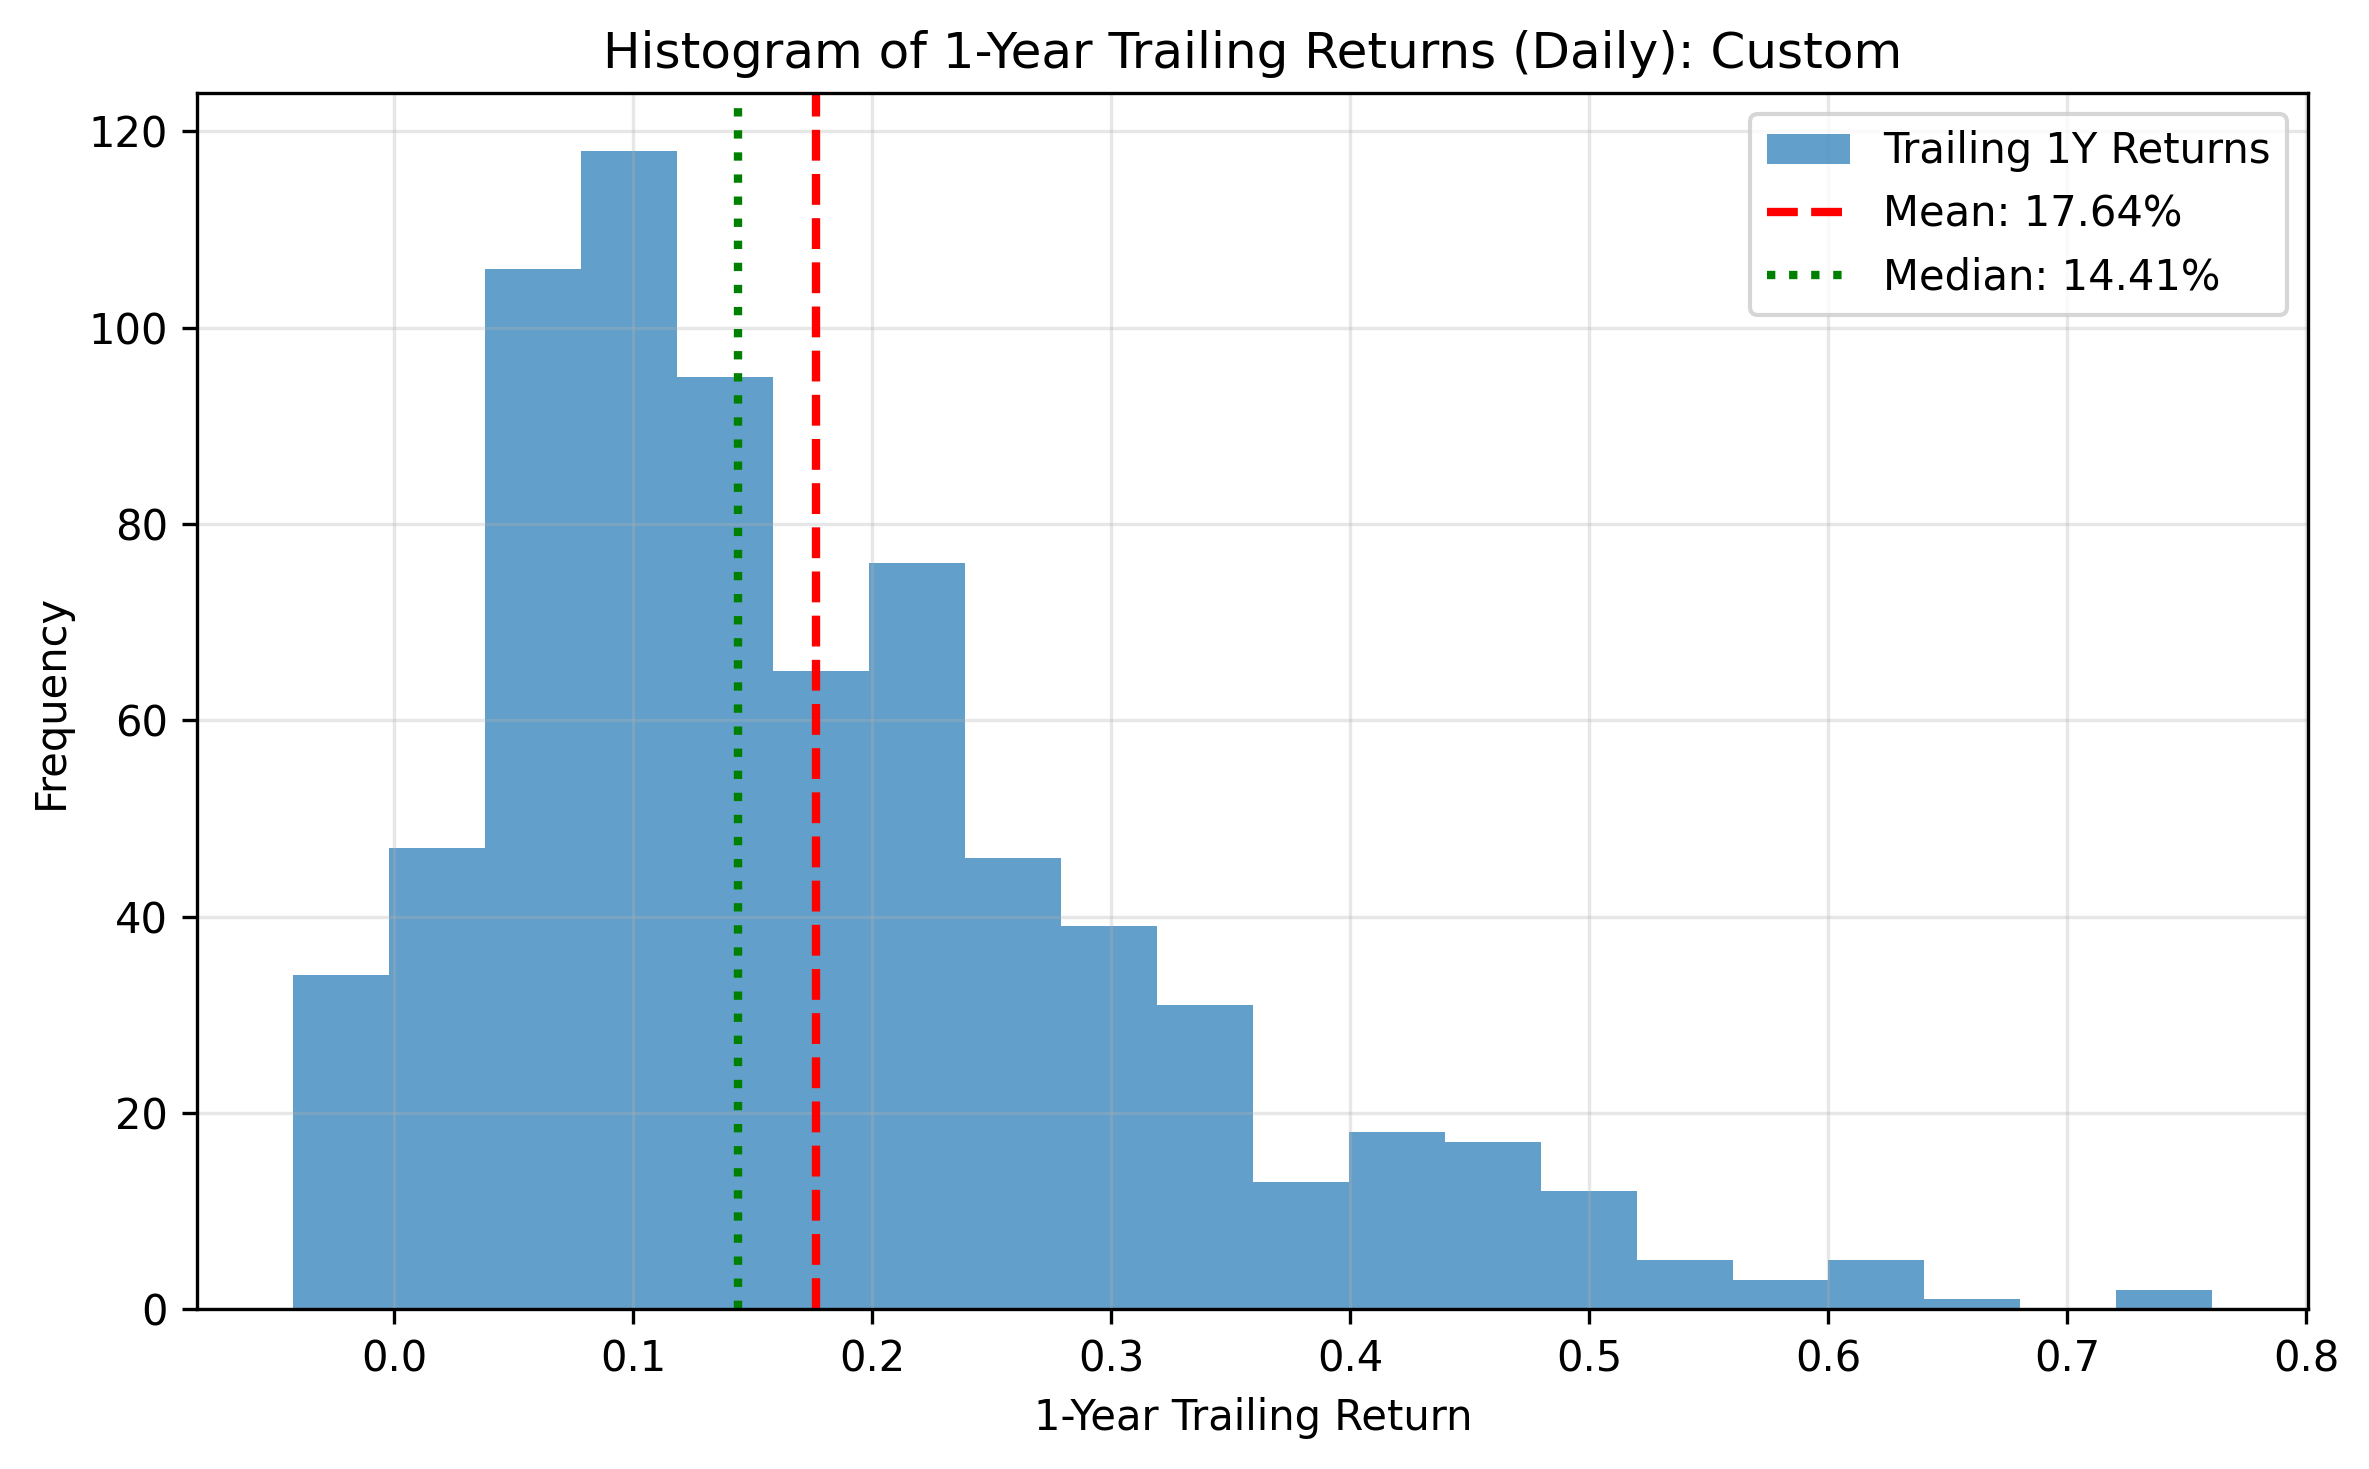 Histogram of 1-Year Trailing Returns (Daily): Custom
Trailing 1Y Returns
Mean: 17.64%
Median: 14.41%
Frequency
120
100
80
60
40
20
0
0.0 0.1 0.2 0.3 0.4 0.5 0.6 0.7 0.8
1-Year Trailing Return